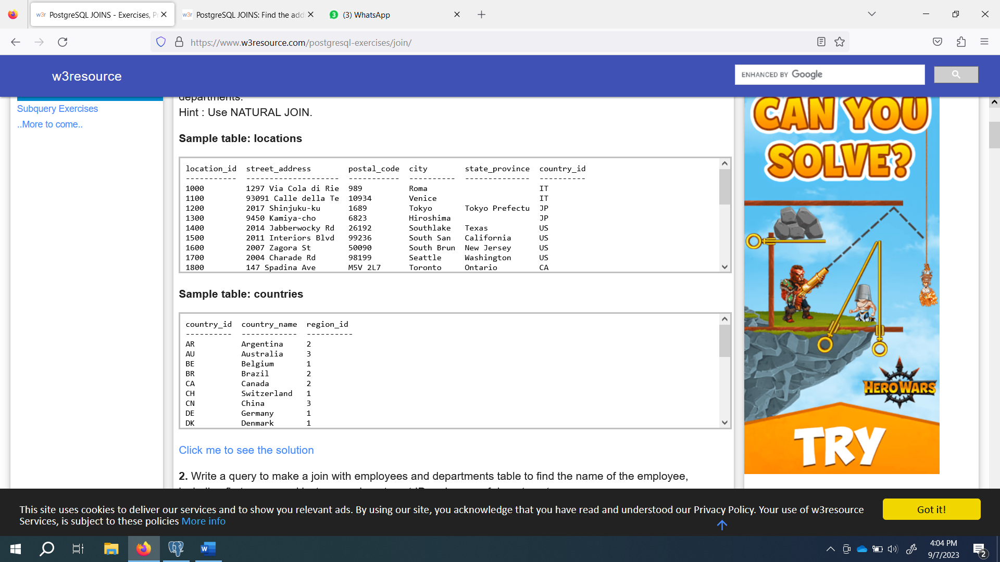 PostgreSQL JOINS - Exercises, P
PostgreSQL JOINS: Find the add
(3) WhatsApp
https://www.w3resource.com/postgresql-exercises/join/
w3resource
ENHANCED BY Google
Subquery Exercises
..More to come..
departments.
Hint : Use NATURAL JOIN.
Sample table: locations
location_id street_address postal_code city state_province country_id
----------- -------------------- ----------- ---------- -------------- ----------
1000 1297 Via Cola di Rie 989 Roma IT
1100 93091 Calle della Te 10934 Venice IT
1200 2017 Shinjuku-ku 1689 Tokyo Tokyo Prefectu JP
1300 9450 Kamiya-cho 6823 Hiroshima JP
1400 2014 Jabberwocky Rd 26192 Southlake Texas US
1500 2011 Interiors Blvd 99236 South San California US
1600 2007 Zagora St 50090 South Brun New Jersey US
1700 2004 Charade Rd 98199 Seattle Washington US
1800 147 Spadina Ave M5V 2L7 Toronto Ontario CA
Sample table: countries
country_id country_name region_id
---------- ------------ ----------
AR Argentina 2
AU Australia 3
BE Belgium 1
BR Brazil 2
CA Canada 2
CH Switzerland 1
CN China 3
DE Germany 1
DK Denmark 1
Click me to see the solution
2. Write a query to make a join with employees and departments table to find the name of the employee,
CAN YOU
SOLVE?
HERO WARS
TRY
This site uses cookies to deliver our services and to show you relevant ads. By using our site, you acknowledge that you have read and understood our Privacy Policy. Your use of w3resource
Services, is subject to these policies More info
Got it!
4:04 PM
9/7/2023
2